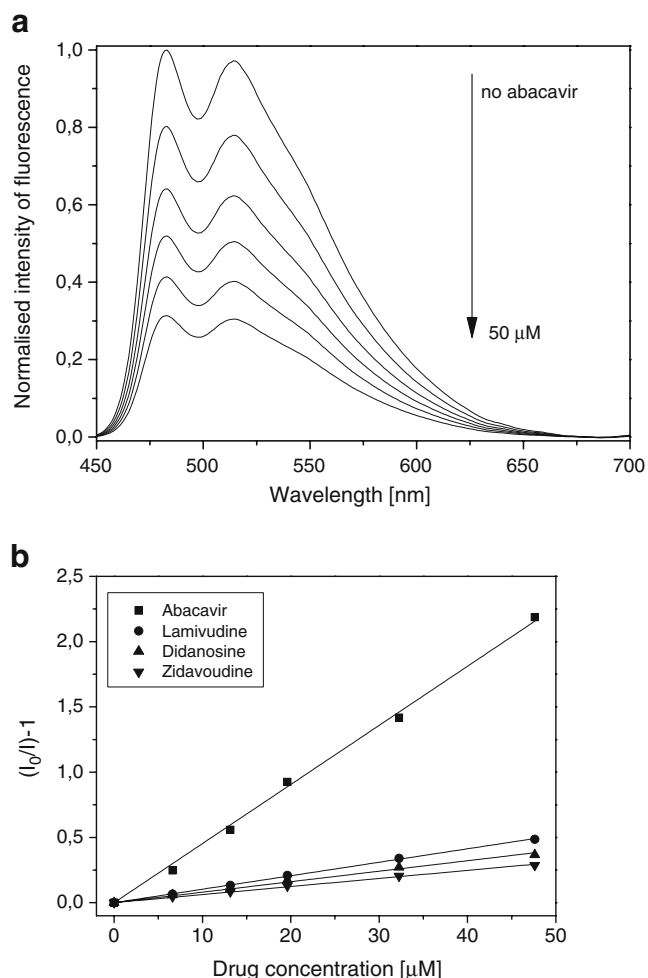 a
1,0
0,8
0,6
0,4
0,2
0,0
Normalised intensity of fluorescence
no abacavir
50 μM
450 500 550 600 650 700
Wavelength [nm]
b
2,5
2,0
1,5
1,0
0,5
0,0
(I0/I)-1
Abacavir
Lamivudine
Didanosine
Zidavoudine
0 10 20 30 40 50
Drug concentration [μM]